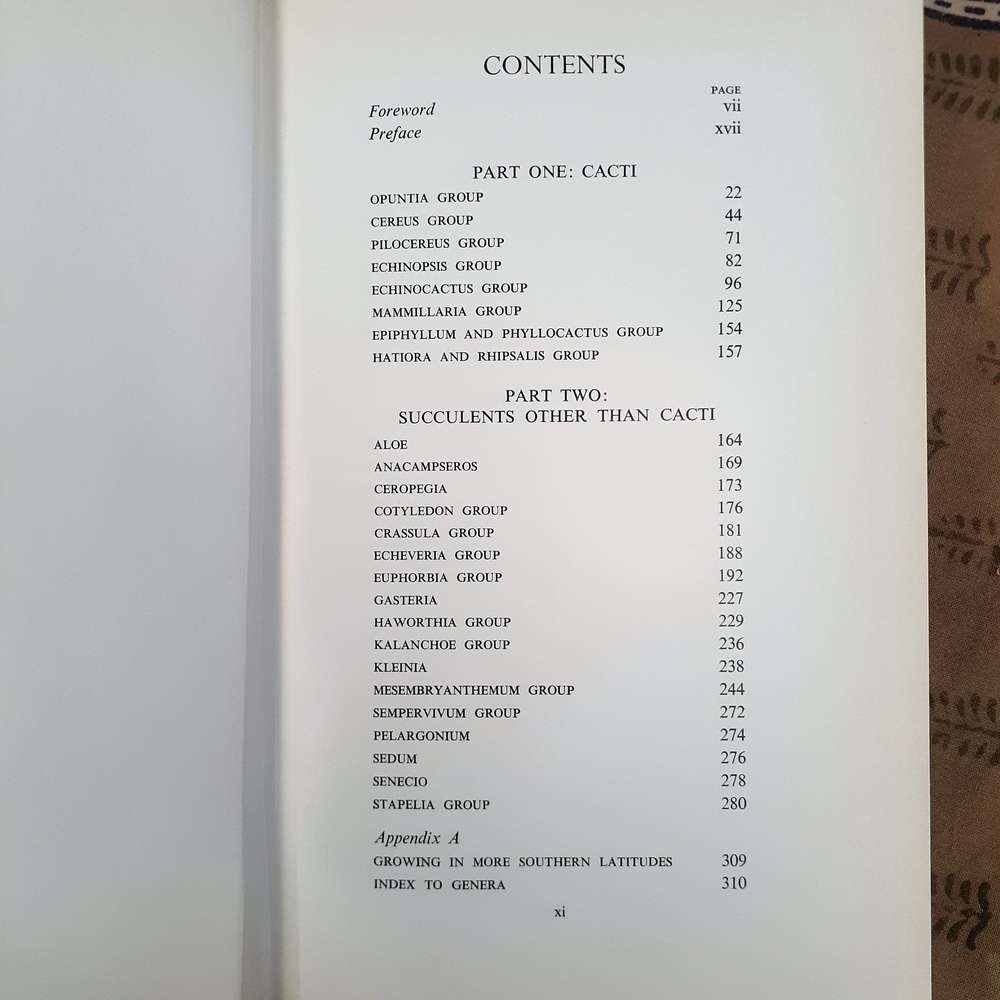 CONTENTS
PAGE
Foreword vii
Preface xvii
PART ONE: CACTI
OPUNTIA GROUP 22
CEREUS GROUP 44
PILOCEREUS GROUP 71
ECHINOPSIS GROUP 82
ECHINOCACTUS GROUP 96
MAMMILLARIA GROUP 125
EPIPHYLLUM AND PHYLLOCACTUS GROUP 154
HATIORA AND RHIPSALIS GROUP 157
PART TWO:
SUCCULENTS OTHER THAN CACTI
ALOE 164
ANACAMPSEROS 169
CEROPEGIA 173
COTYLEDON GROUP 176
CRASSULA GROUP 181
ECHEVERIA GROUP 188
EUPHORBIA GROUP 192
GASTERIA 227
HAWORTHIA GROUP 229
KALANCHOE GROUP 236
KLEINIA 238
MESEMBRYANTHEMUM GROUP 244
SEMPERVIVUM GROUP 272
PELARGONIUM 274
SEDUM 276
SENECIO 278
STAPELIA GROUP 280
Appendix A
GROWING IN MORE SOUTHERN LATITUDES 309
INDEX TO GENERA 310
xi